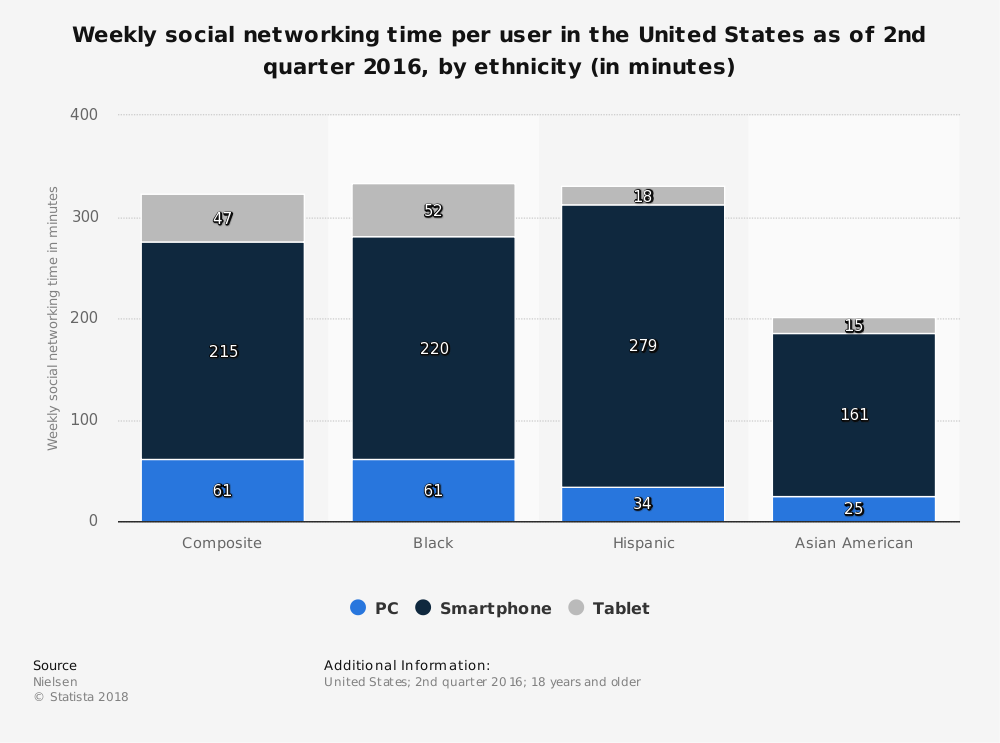 Weekly social networking time per user in the United States as of 2nd
quarter 2016, by ethnicity (in minutes)
Weekly social networking time in minutes
400
300
200
100
0
47
215
61
52
220
61
18
279
34
15
161
25
Composite
Black
Hispanic
Asian American
PC
Smartphone
Tablet
Source
Nielsen
© Statista 2018
Additional Information:
United States; 2nd quarter 2016; 18 years and older